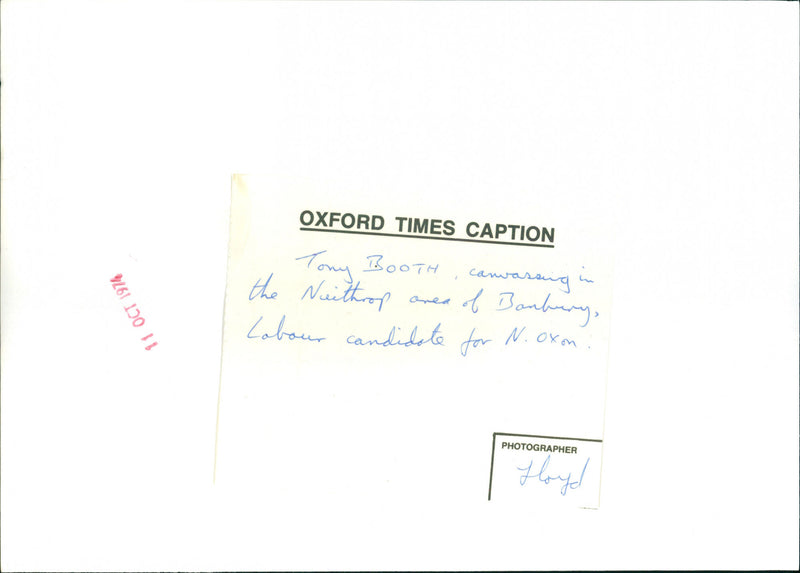 OXFORD TIMES CAPTION
Tony BOOTH, canvassing in
the Neithrop area of Banbury,
Labour candidate for N. Oxon.
11 OCT 1974
PHOTOGRAPHER
Lloyd